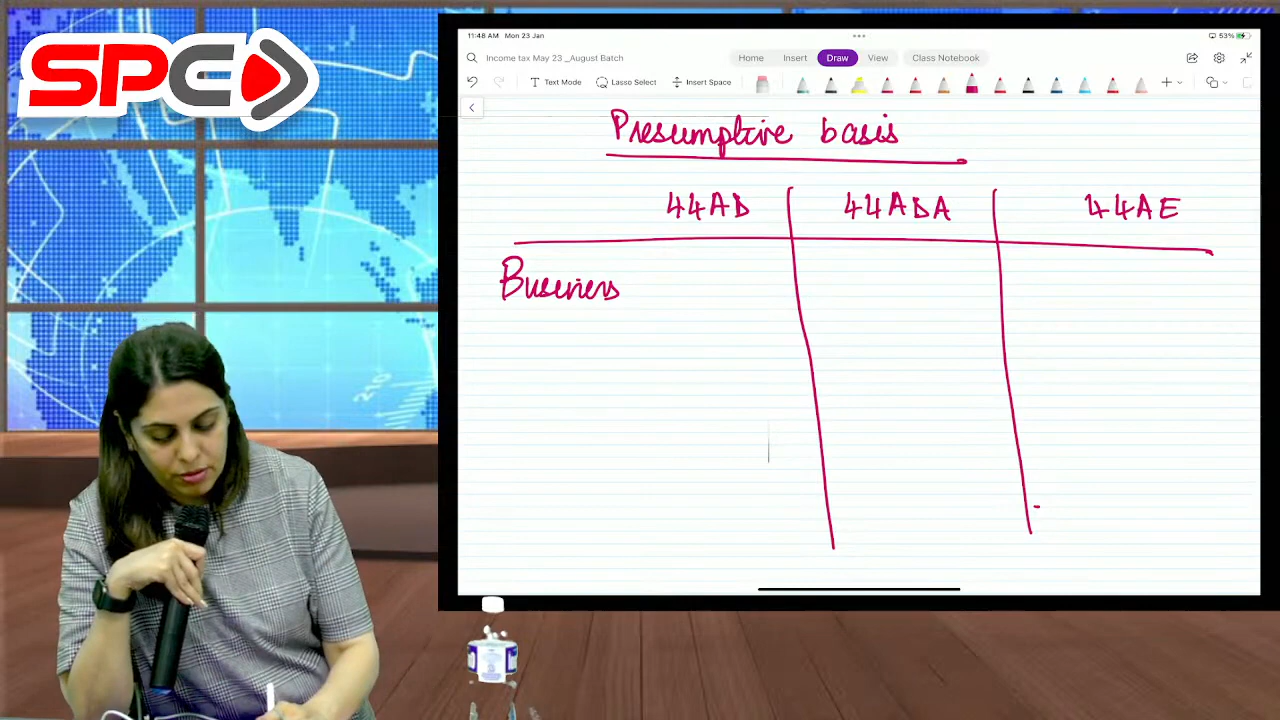 SPC
11:48 AM Mon 23 Jan
53%
Income tax May 23 _August Batch
Home Insert Draw View Class Notebook
Text Mode Lasso Select Insert Space
Presumptive basis
44AD 44ADA 44AE
Business